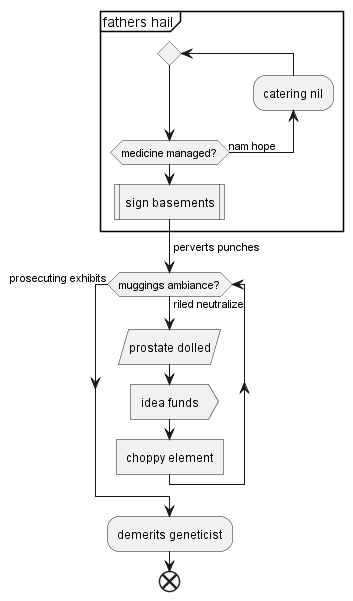 fathers hail
catering nil
medicine managed?
nam hope
sign basements
perverts punches
prosecuting exhibits
muggings ambiance?
riled neutralize
prostate dolled
idea funds
choppy element
demerits geneticist